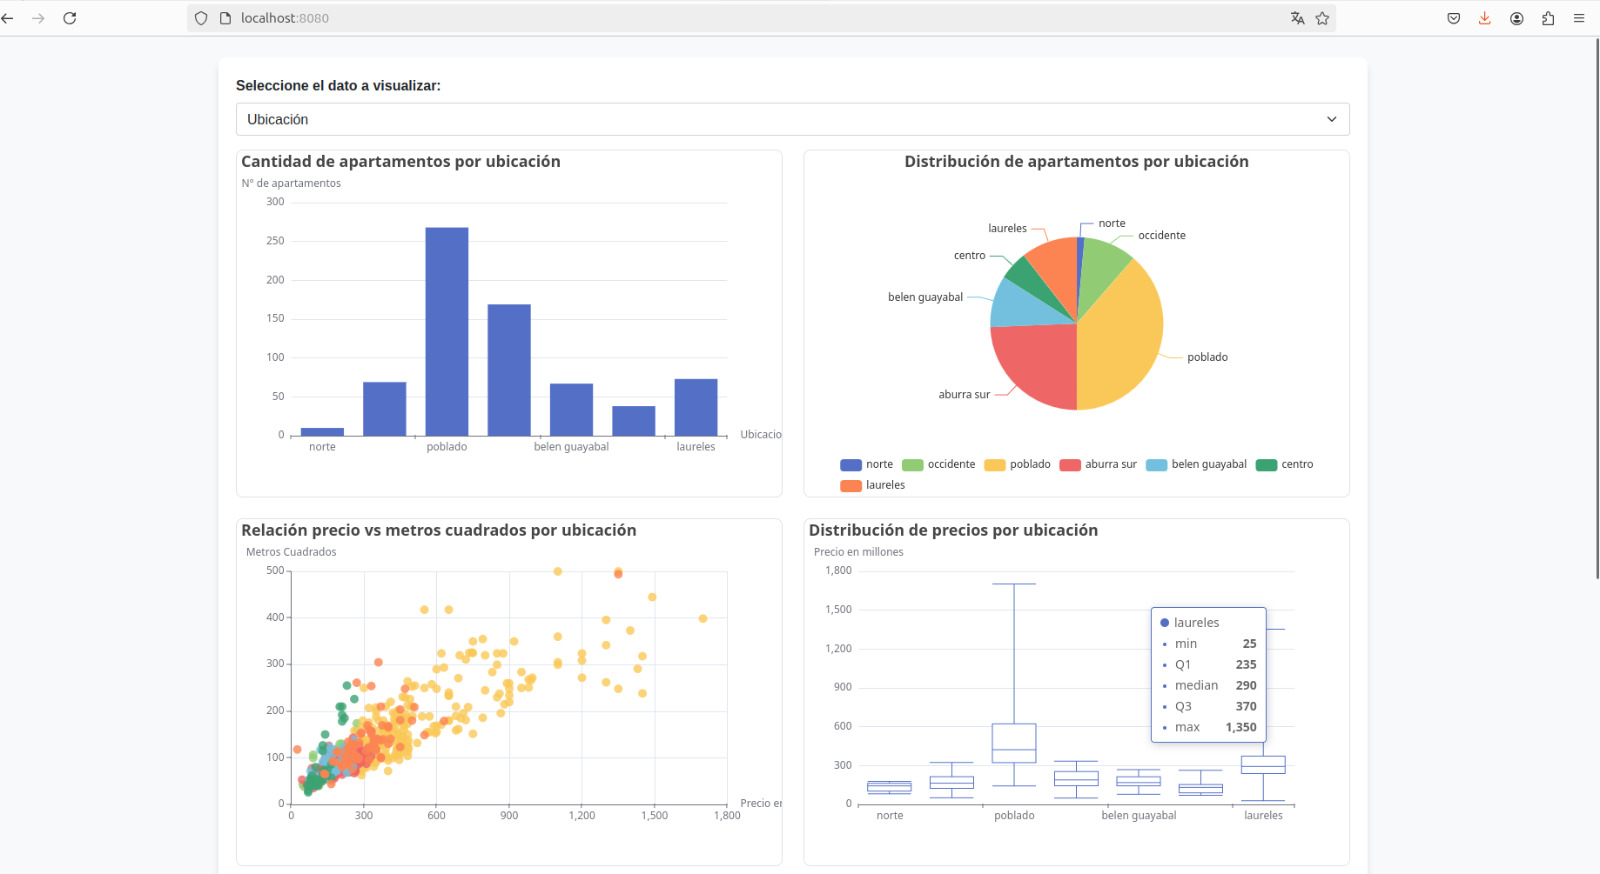 localhost:8080
Seleccione el dato a visualizar:
Ubicación
Cantidad de apartamentos por ubicación
N° de apartamentos
300
250
200
150
100
50
0
norte
poblado
belen guayabal
laureles
Ubicacio
Distribución de apartamentos por ubicación
norte
laureles
occidente
centro
belen guayabal
poblado
aburra sur
norte occidente poblado aburra sur belen guayabal centro
laureles
Relación precio vs metros cuadrados por ubicación
Metros Cuadrados
500
400
300
200
100
0
0 300 600 900 1,200 1,500 1,800
Precio en
Distribución de precios por ubicación
Precio en millones
1,800
1,500
1,200
900
600
300
0
norte
poblado
belen guayabal
laureles
laureles
min 25
Q1 235
median 290
Q3 370
max 1,350